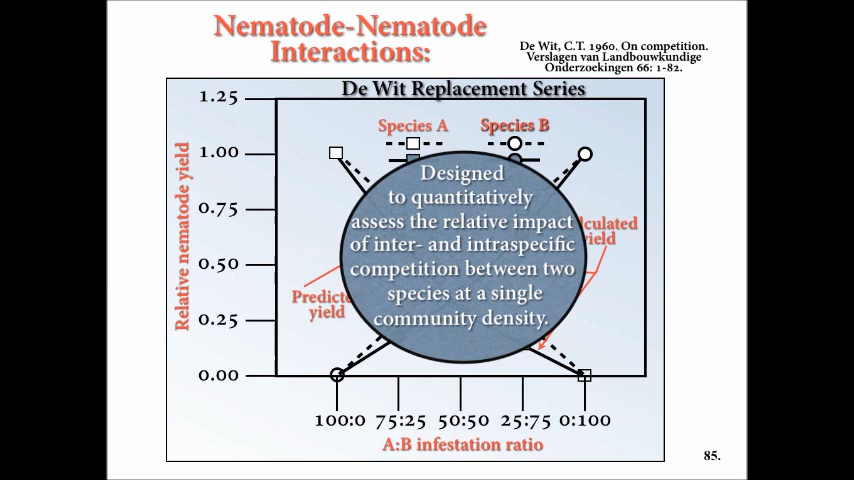 Nematode-Nematode
Interactions:
De Wit, C.T. 1960. On competition.
Verslagen van Landbouwkundige
Onderzoekingen 66: 1-82.
De Wit Replacement Series
1.25
1.00
0.75
0.50
0.25
0.00
Relative nematode yield
Species A
Species B
Designed
to quantitatively
assess the relative impact
of inter- and intraspecific
competition between two
species at a single
community density.
yield
100:0 75:25 50:50 25:75 0:100
A:B infestation ratio
85.